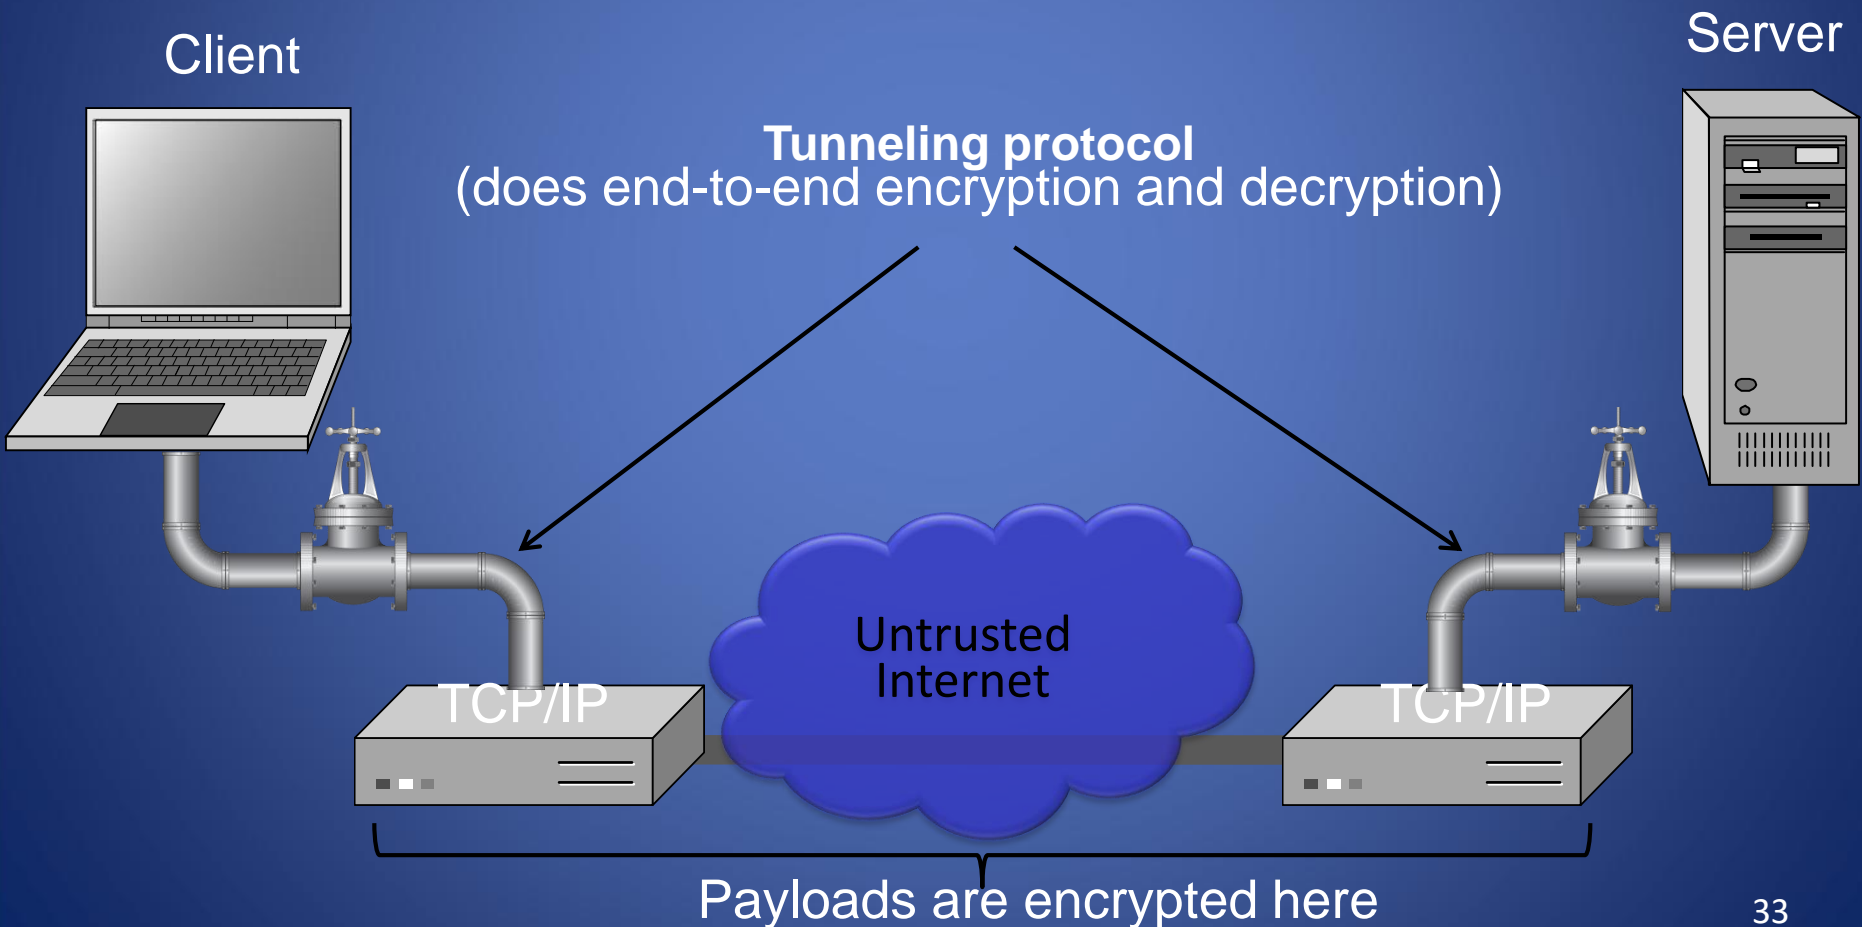 Client
Server
Tunneling protocol
(does end-to-end encryption and decryption)
Untrusted
Internet
TCP/IP
TCP/IP
Payloads are encrypted here
33